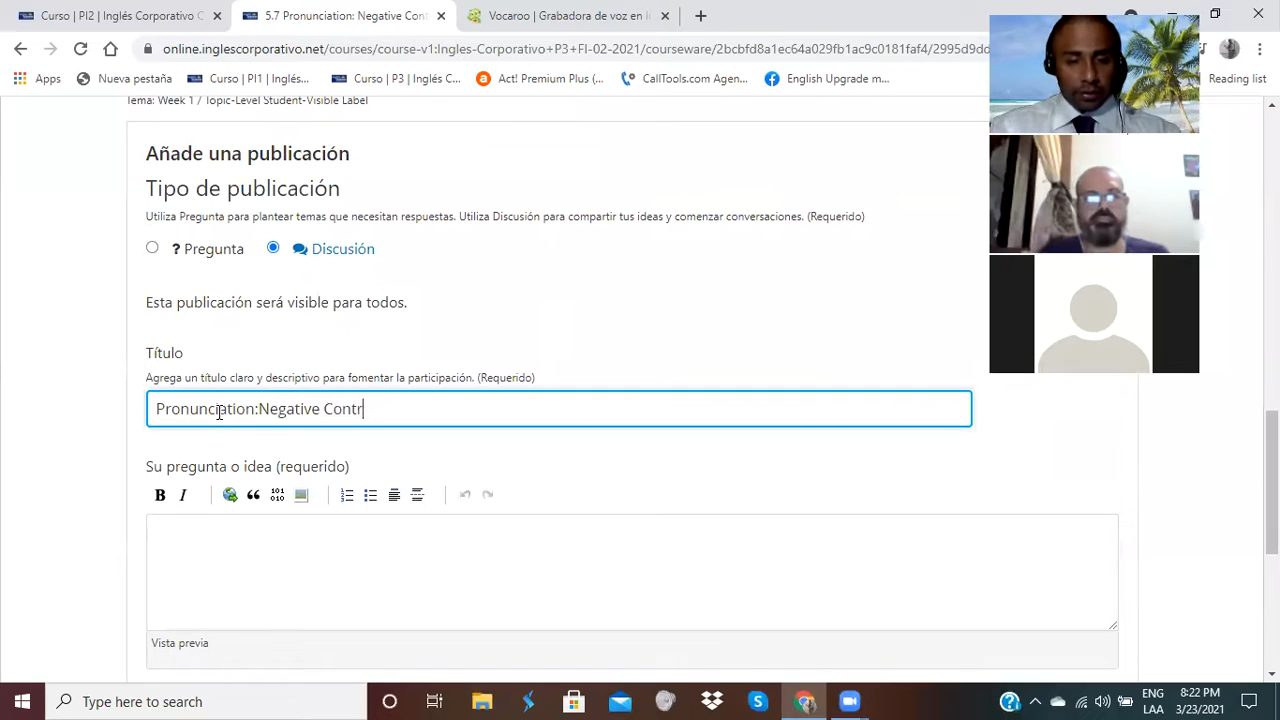 Curso | PI2 | Inglés Corporativo C
5.7 Pronunciation: Negative Cont
Vocaroo | Grabadora de voz en l
online.inglescorporativo.net/courses/course-v1:Ingles-Corporativo+P3+FI-02-2021/courseware/2bcbfd8a1ec64a029fb1ac9c0181faf4/2995d9dd
Apps
Nueva pestaña
Curso | PI1 | Inglés...
Curso | P3 | Inglés C...
Act! Premium Plus (...
CallTools.com Agen...
English Upgrade m...
Reading list
Tema: Week 1 / Topic-Level Student-Visible Label
Añade una publicación
Tipo de publicación
Utiliza Pregunta para plantear temas que necesitan respuestas. Utiliza Discusión para compartir tus ideas y comenzar conversaciones. (Requerido)
? Pregunta
Discusión
Esta publicación será visible para todos.
Título
Agrega un título claro y descriptivo para fomentar la participación. (Requerido)
Pronunciation:Negative Contr
Su pregunta o idea (requerido)
B I
101
010
Vista previa
Type here to search
ENG
LAA
8:22 PM
3/23/2021